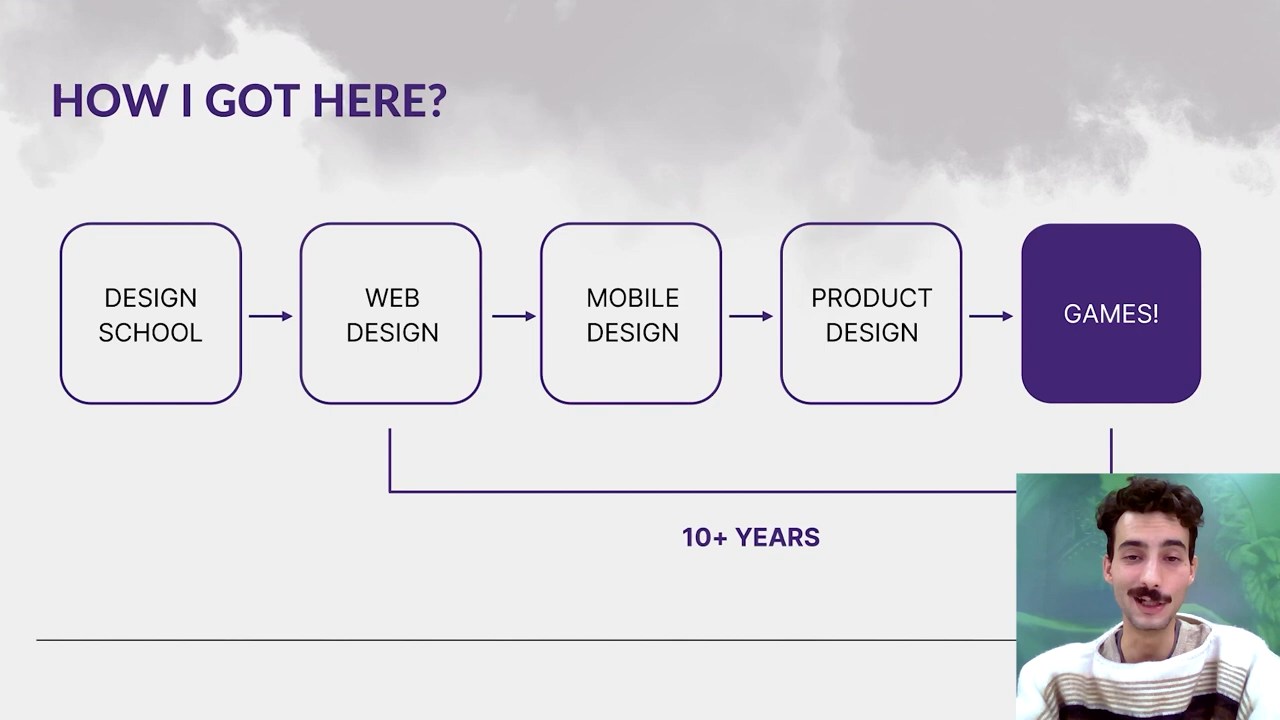 HOW I GOT HERE?
DESIGN
SCHOOL
WEB
DESIGN
MOBILE
DESIGN
PRODUCT
DESIGN
GAMES!
10+ YEARS